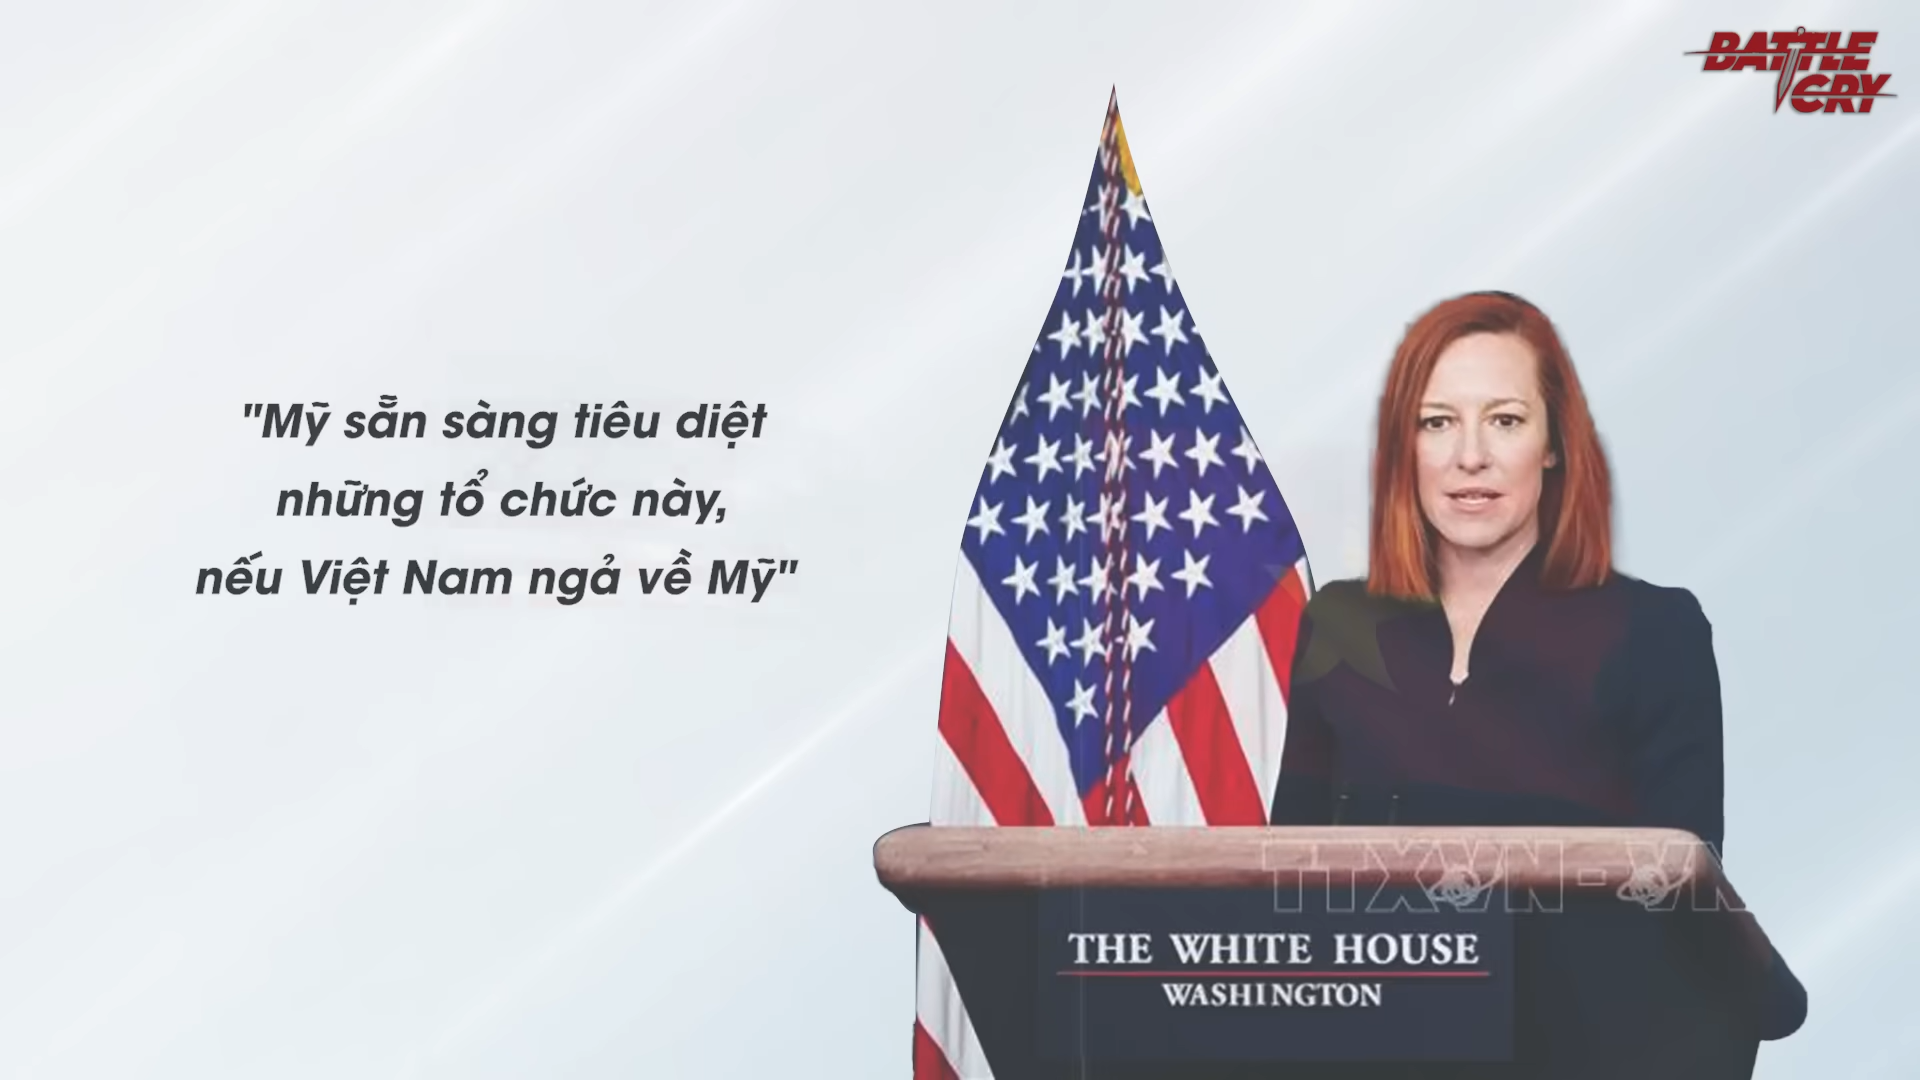 BATTLE
CRY
"Mỹ sẵn sàng tiêu diệt
những tổ chức này,
nếu Việt Nam ngả về Mỹ"
TTXVN - VN
THE WHITE HOUSE
WASHINGTON